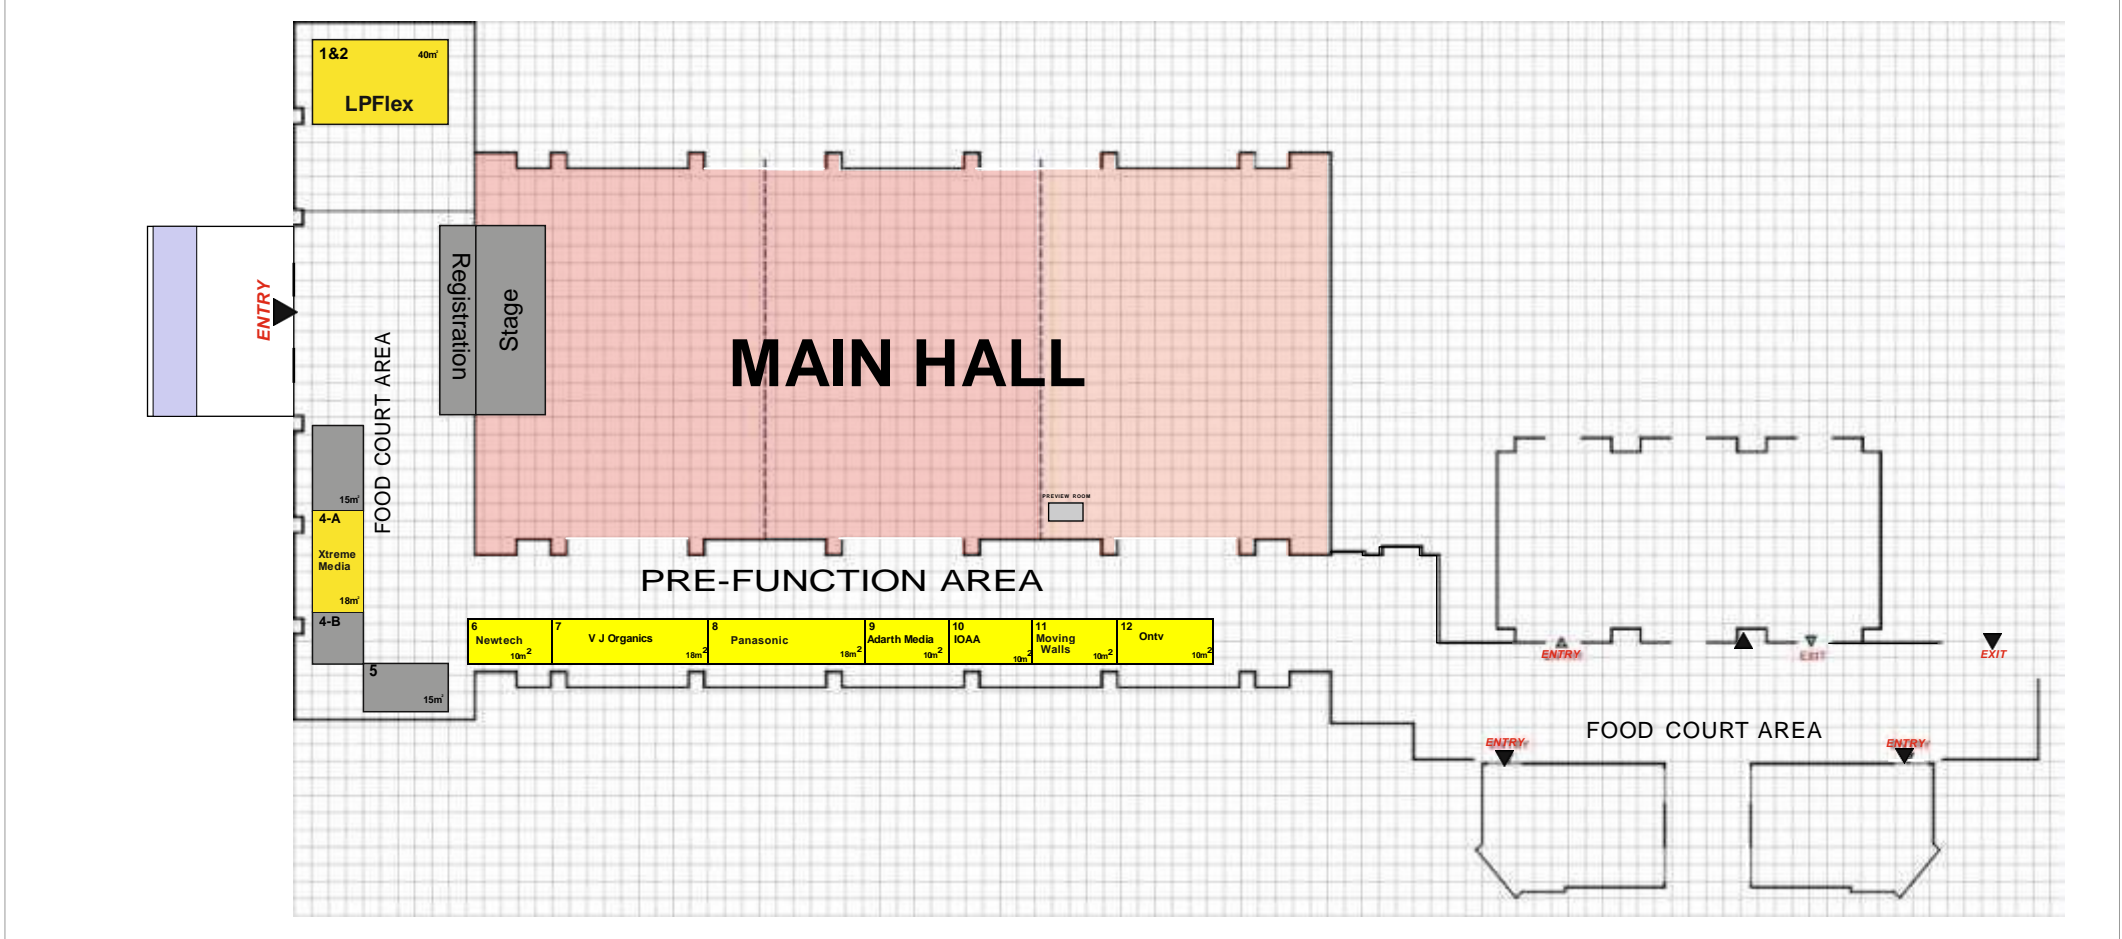 1&2 40m²
LPFlex
ENTRY
Registration
Stage
FOOD COURT AREA
MAIN HALL
15m²
4-A
Xtreme
Media
18m²
4-B
5
15m²
PREVIEW ROOM
PRE-FUNCTION AREA
6
Newtech
10m²
7
V J Organics
18m²
8
Panasonic
18m²
9
Adarth Media
10m²
10
IOAA
10m²
11
Moving
Walls
10m²
12
Ontv
10m²
ENTRY
EXIT
EXIT
FOOD COURT AREA
ENTRY
ENTRY